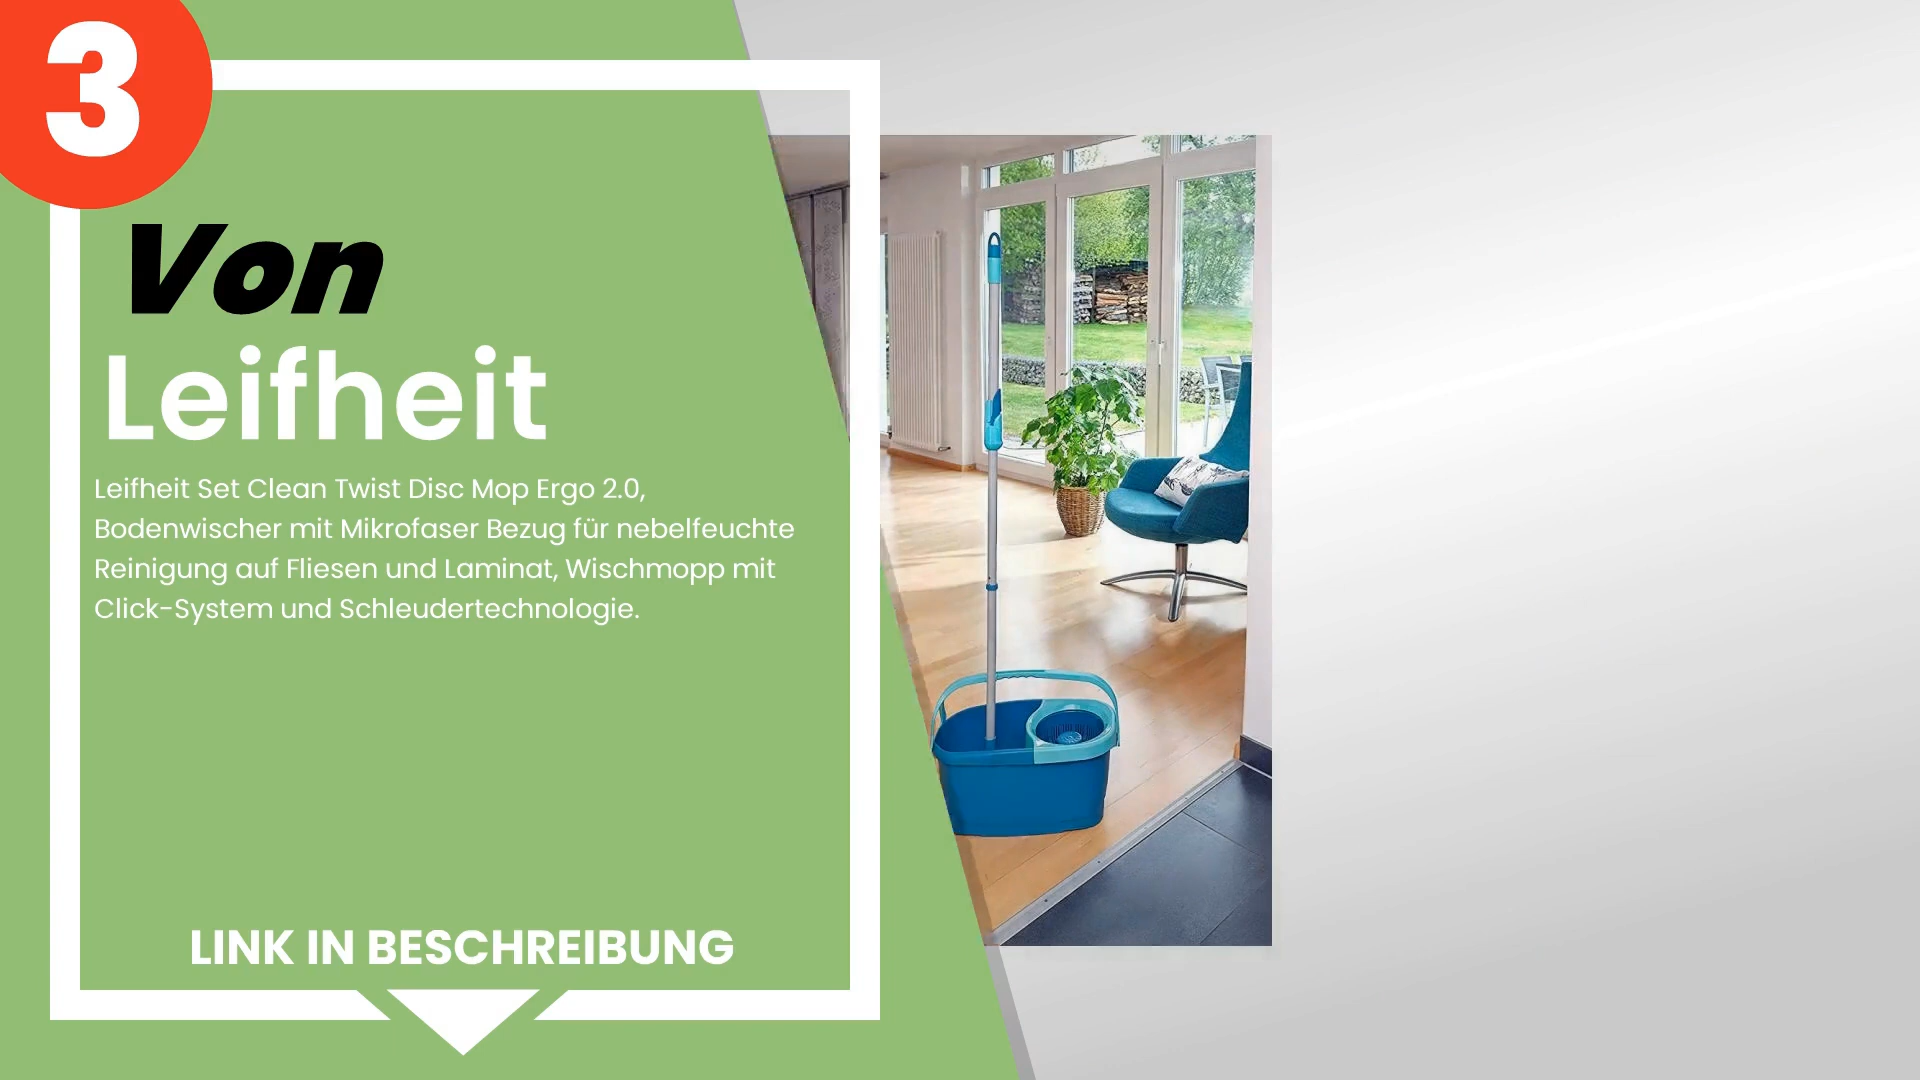 3
Von
Leifheit
Leifheit Set Clean Twist Disc Mop Ergo 2.0,
Bodenwischer mit Mikrofaser Bezug für nebelfeuchte
Reinigung auf Fliesen und Laminat, Wischmopp mit
Click-System und Schleudertechnologie.
LINK IN BESCHREIBUNG